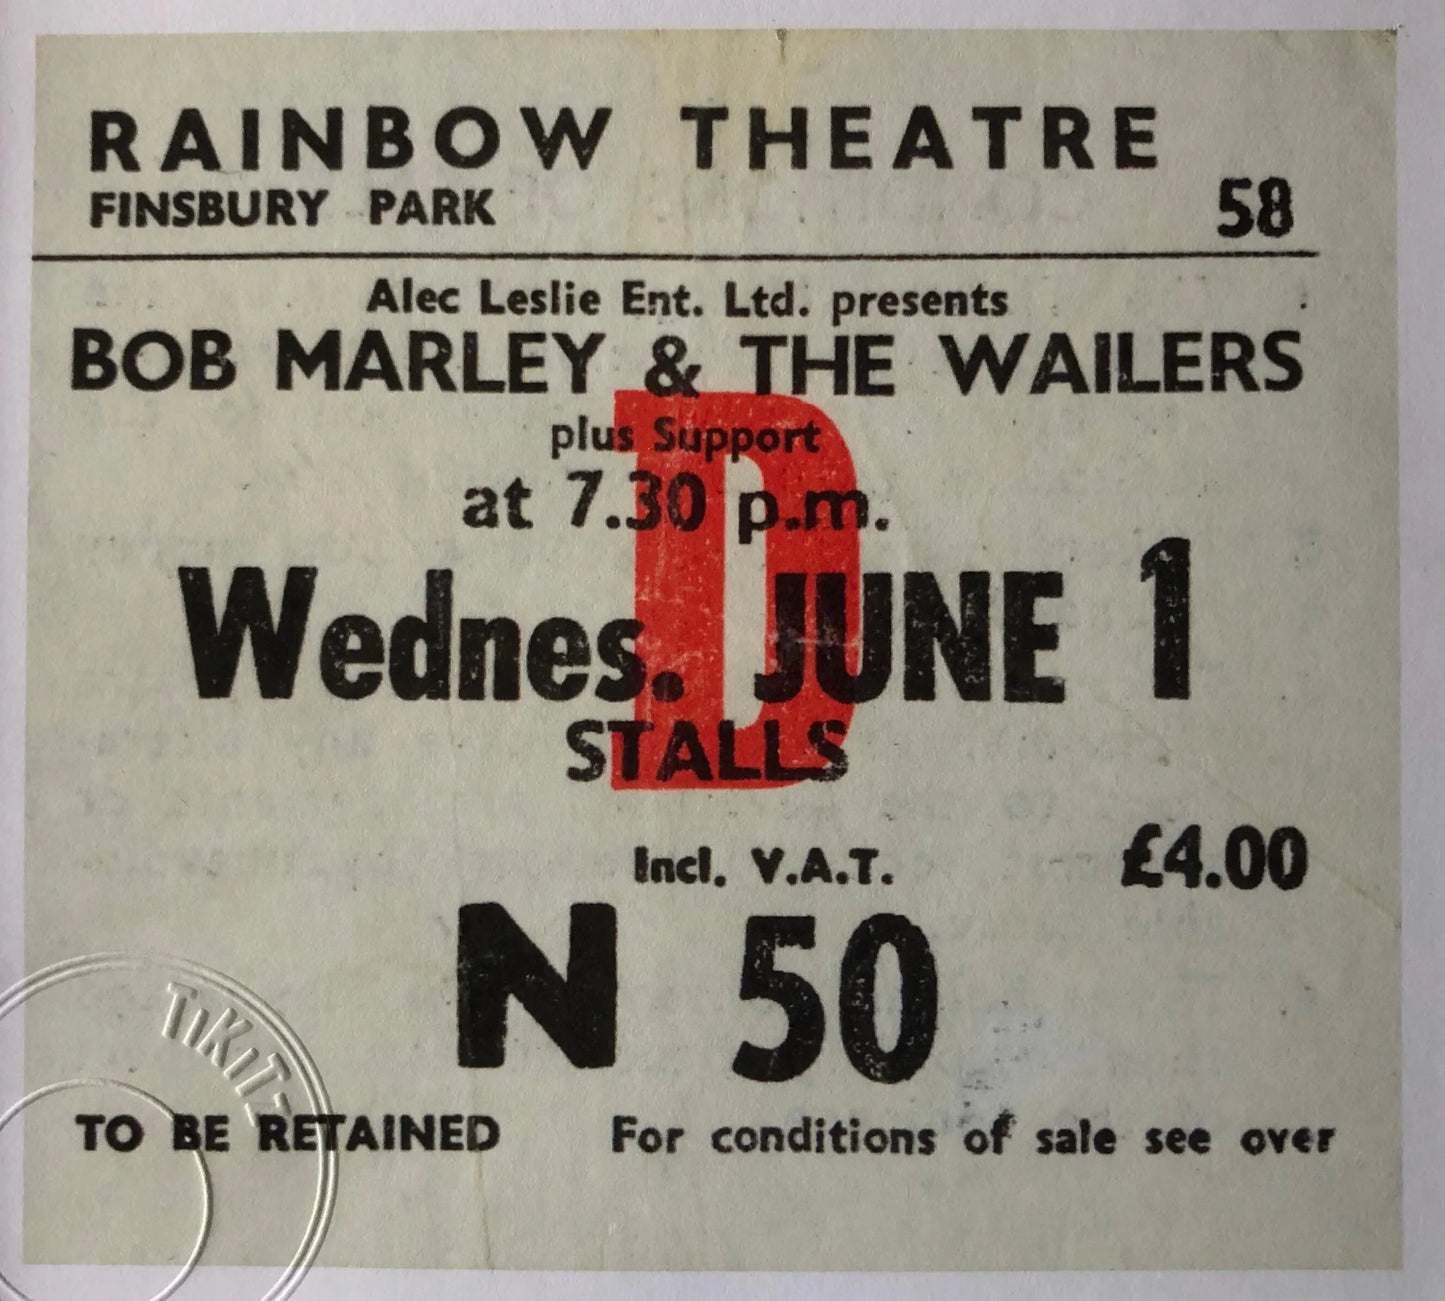 RAINBOW THEATRE
FINSBURY PARK
58
Alec Leslie Ent. Ltd. presents
BOB MARLEY & THE WAILERS
plus Support
at 7.30 p.m.
D
Wednes. JUNE 1
STALLS
Incl. V.A.T. £4.00
N 50
TiKiT
TO BE RETAINED For conditions of sale see over